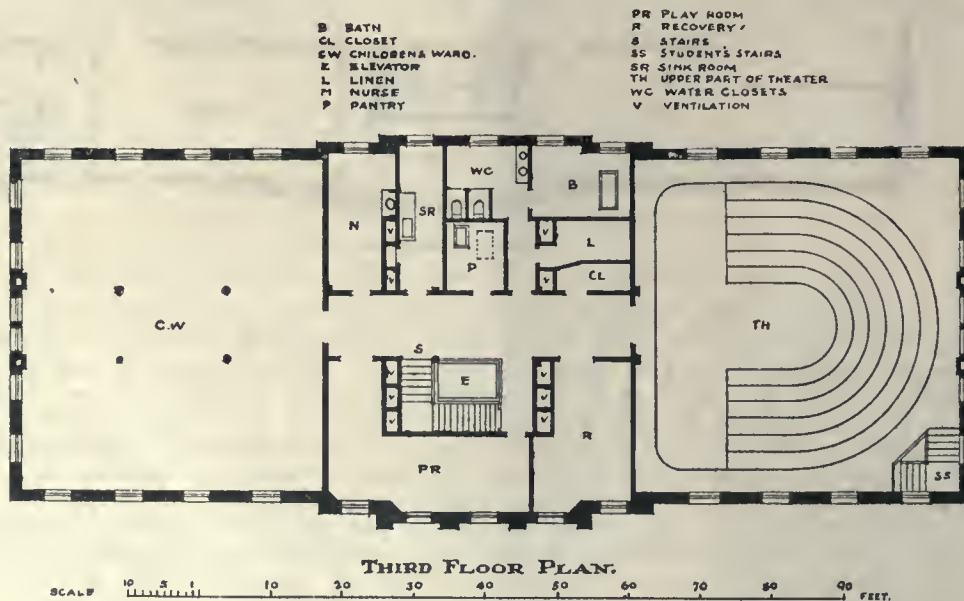 B BATH
CL CLOSET
CW CHILDRENS WARD.
E ELEVATOR
L LINEN
N NURSE
P PANTRY
PR PLAY ROOM
R RECOVERY
S STAIRS
SS STUDENT'S STAIRS
SR SINK ROOM
TH UPPER PART OF THEATER
WC WATER CLOSETS
V VENTILATION
WC
B
N
V
SR
V
L
P
V
V
CL
C.W
TH
S
V
E
V
V
V
V
V
R
PR
SS
THIRD FLOOR PLAN.
SCALE 10 5 1 10 20 30 40 50 60 70 80 90 FEET.